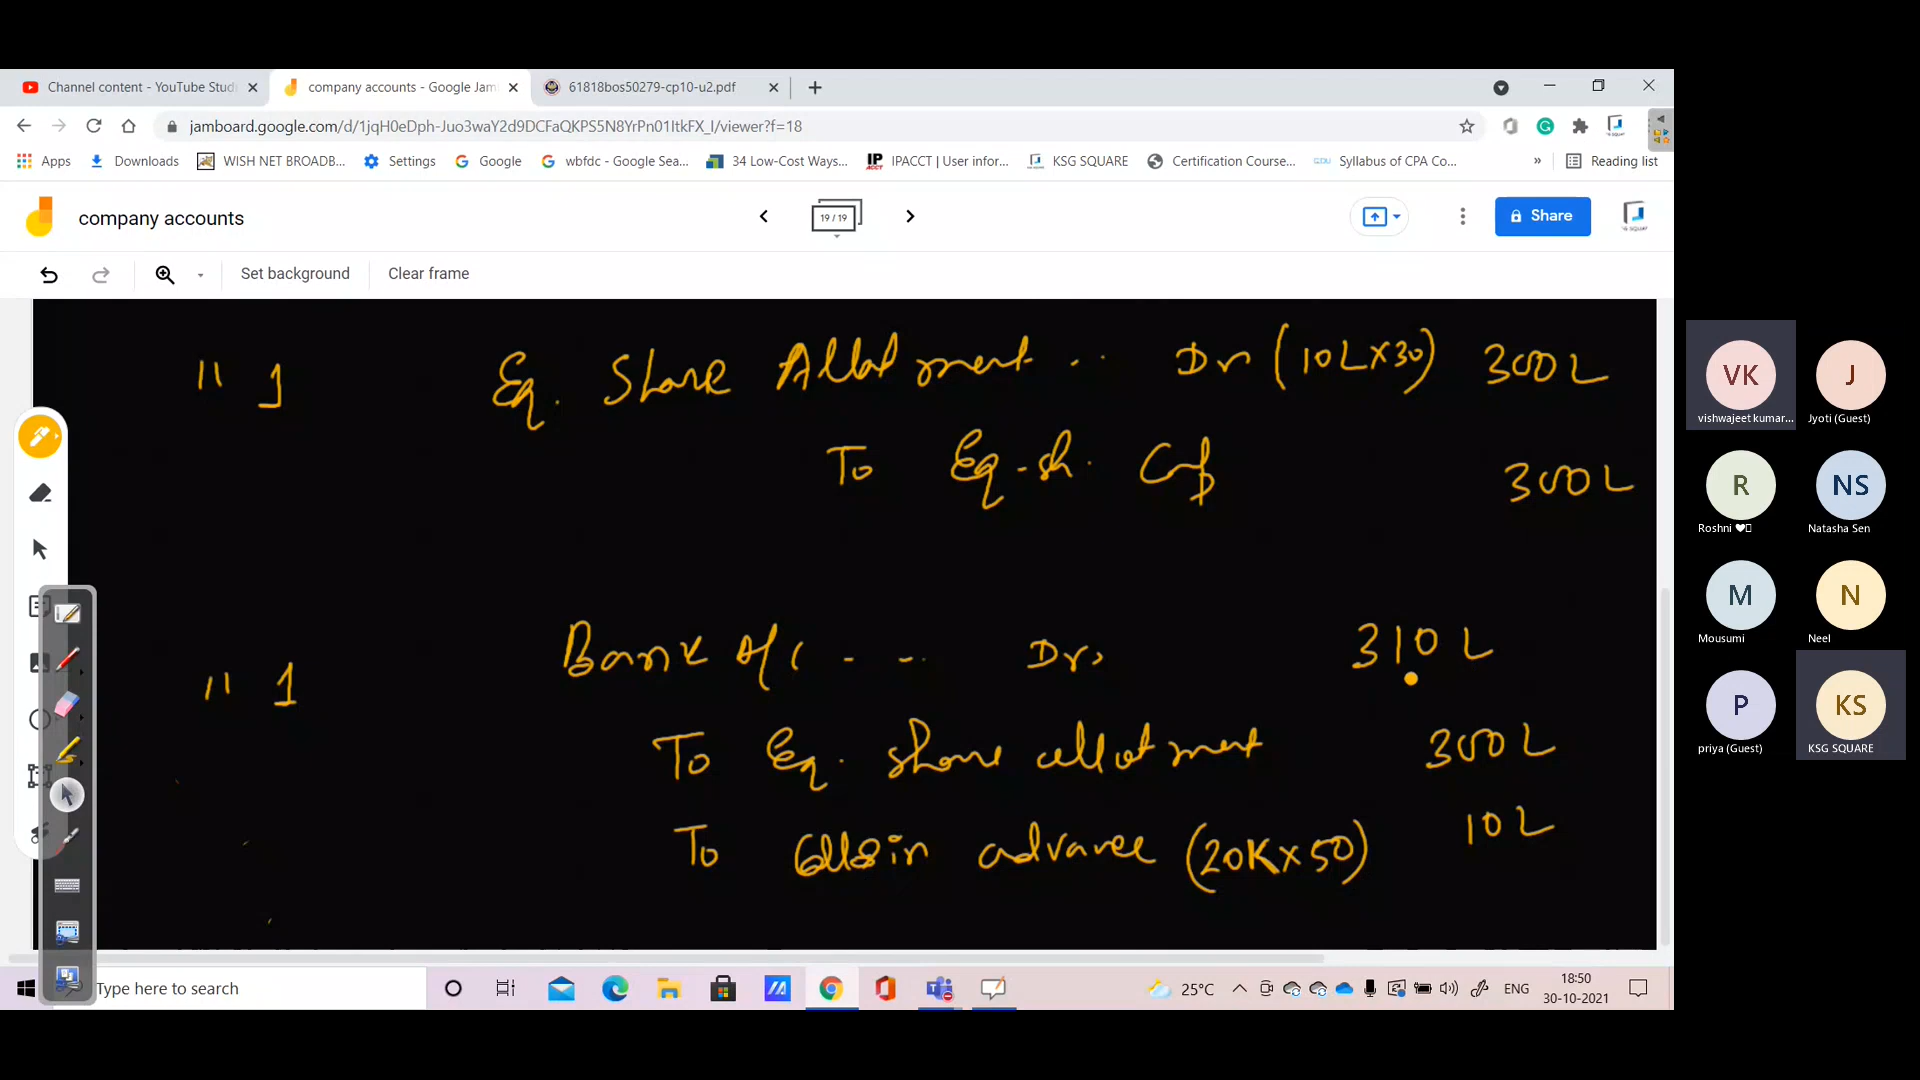 Channel content - YouTube Stud
company accounts - Google Jam
61818bos50279-cp10-u2.pdf
jamboard.google.com/d/1jqH0eDph-Juo3waY2d9DCFaQKPS5N8YrPn01ItkFX_I/viewer?f=18
Apps Downloads WISH NET BROADB... Settings Google wbfdc - Google Sea... 34 Low-Cost Ways... IPACCT | User infor... KSG SQUARE Certification Course... Syllabus of CPA Co... » Reading list
company accounts
19 / 19
Share
Set background Clear frame
" 1 Eq. Share Allotment .. Dr (10L×30) 300L
To Eq-sh. Cap 300L
" 1 Bank A/c - - .. Dr. 310 L
To Eq. share allotment 300L
To Calls in advance (20K×50) 10L
VK
vishwajeet kumar...
J
Jyoti (Guest)
R
Roshni
NS
Natasha Sen
M
Mousumi
N
Neel
P
priya (Guest)
KS
KSG SQUARE
Type here to search
25°C
ENG
18:50
30-10-2021